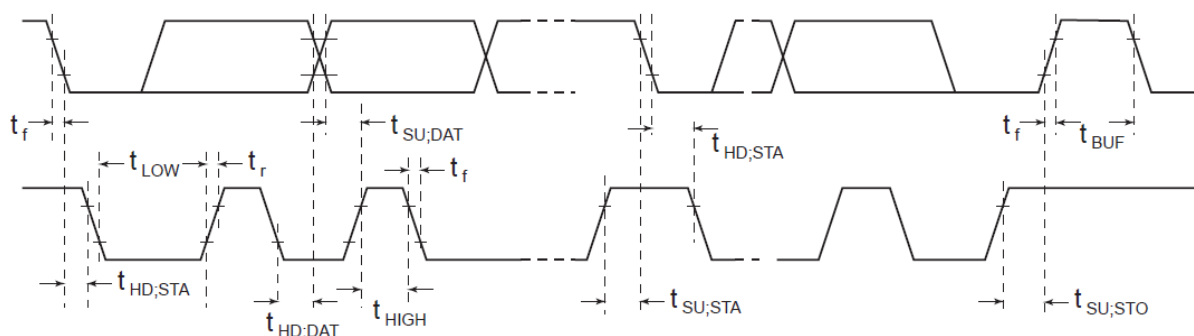 t_f
t_SU;DAT
t_HD;STA
t_f
t_BUF
t_LOW
t_r
t_f
t_HD;STA
t_HD;DAT
t_HIGH
t_SU;STA
t_SU;STO